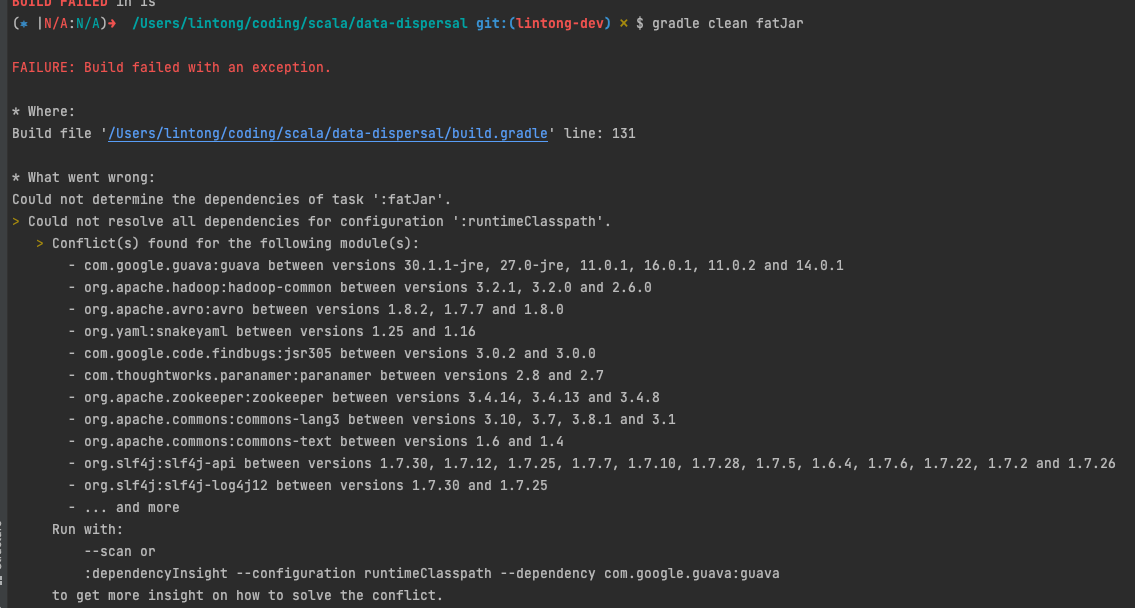 BUILD FAILED in 1s
(* |N/A:N/A)➜  /Users/lintong/coding/scala/data-dispersal git:(lintong-dev) ✗ $ gradle clean fatJar
FAILURE: Build failed with an exception.
* Where:
Build file '/Users/lintong/coding/scala/data-dispersal/build.gradle' line: 131
* What went wrong:
Could not determine the dependencies of task ':fatJar'.
> Could not resolve all dependencies for configuration ':runtimeClasspath'.
> Conflict(s) found for the following module(s):
- com.google.guava:guava between versions 30.1.1-jre, 27.0-jre, 11.0.1, 16.0.1, 11.0.2 and 14.0.1
- org.apache.hadoop:hadoop-common between versions 3.2.1, 3.2.0 and 2.6.0
- org.apache.avro:avro between versions 1.8.2, 1.7.7 and 1.8.0
- org.yaml:snakeyaml between versions 1.25 and 1.16
- com.google.code.findbugs:jsr305 between versions 3.0.2 and 3.0.0
- com.thoughtworks.paranamer:paranamer between versions 2.8 and 2.7
- org.apache.zookeeper:zookeeper between versions 3.4.14, 3.4.13 and 3.4.8
- org.apache.commons:commons-lang3 between versions 3.10, 3.7, 3.8.1 and 3.1
- org.apache.commons:commons-text between versions 1.6 and 1.4
- org.slf4j:slf4j-api between versions 1.7.30, 1.7.12, 1.7.25, 1.7.7, 1.7.10, 1.7.28, 1.7.5, 1.6.4, 1.7.6, 1.7.22, 1.7.2 and 1.7.26
- org.slf4j:slf4j-log4j12 between versions 1.7.30 and 1.7.25
- ... and more
Run with:
--scan or
:dependencyInsight --configuration runtimeClasspath --dependency com.google.guava:guava
to get more insight on how to solve the conflict.